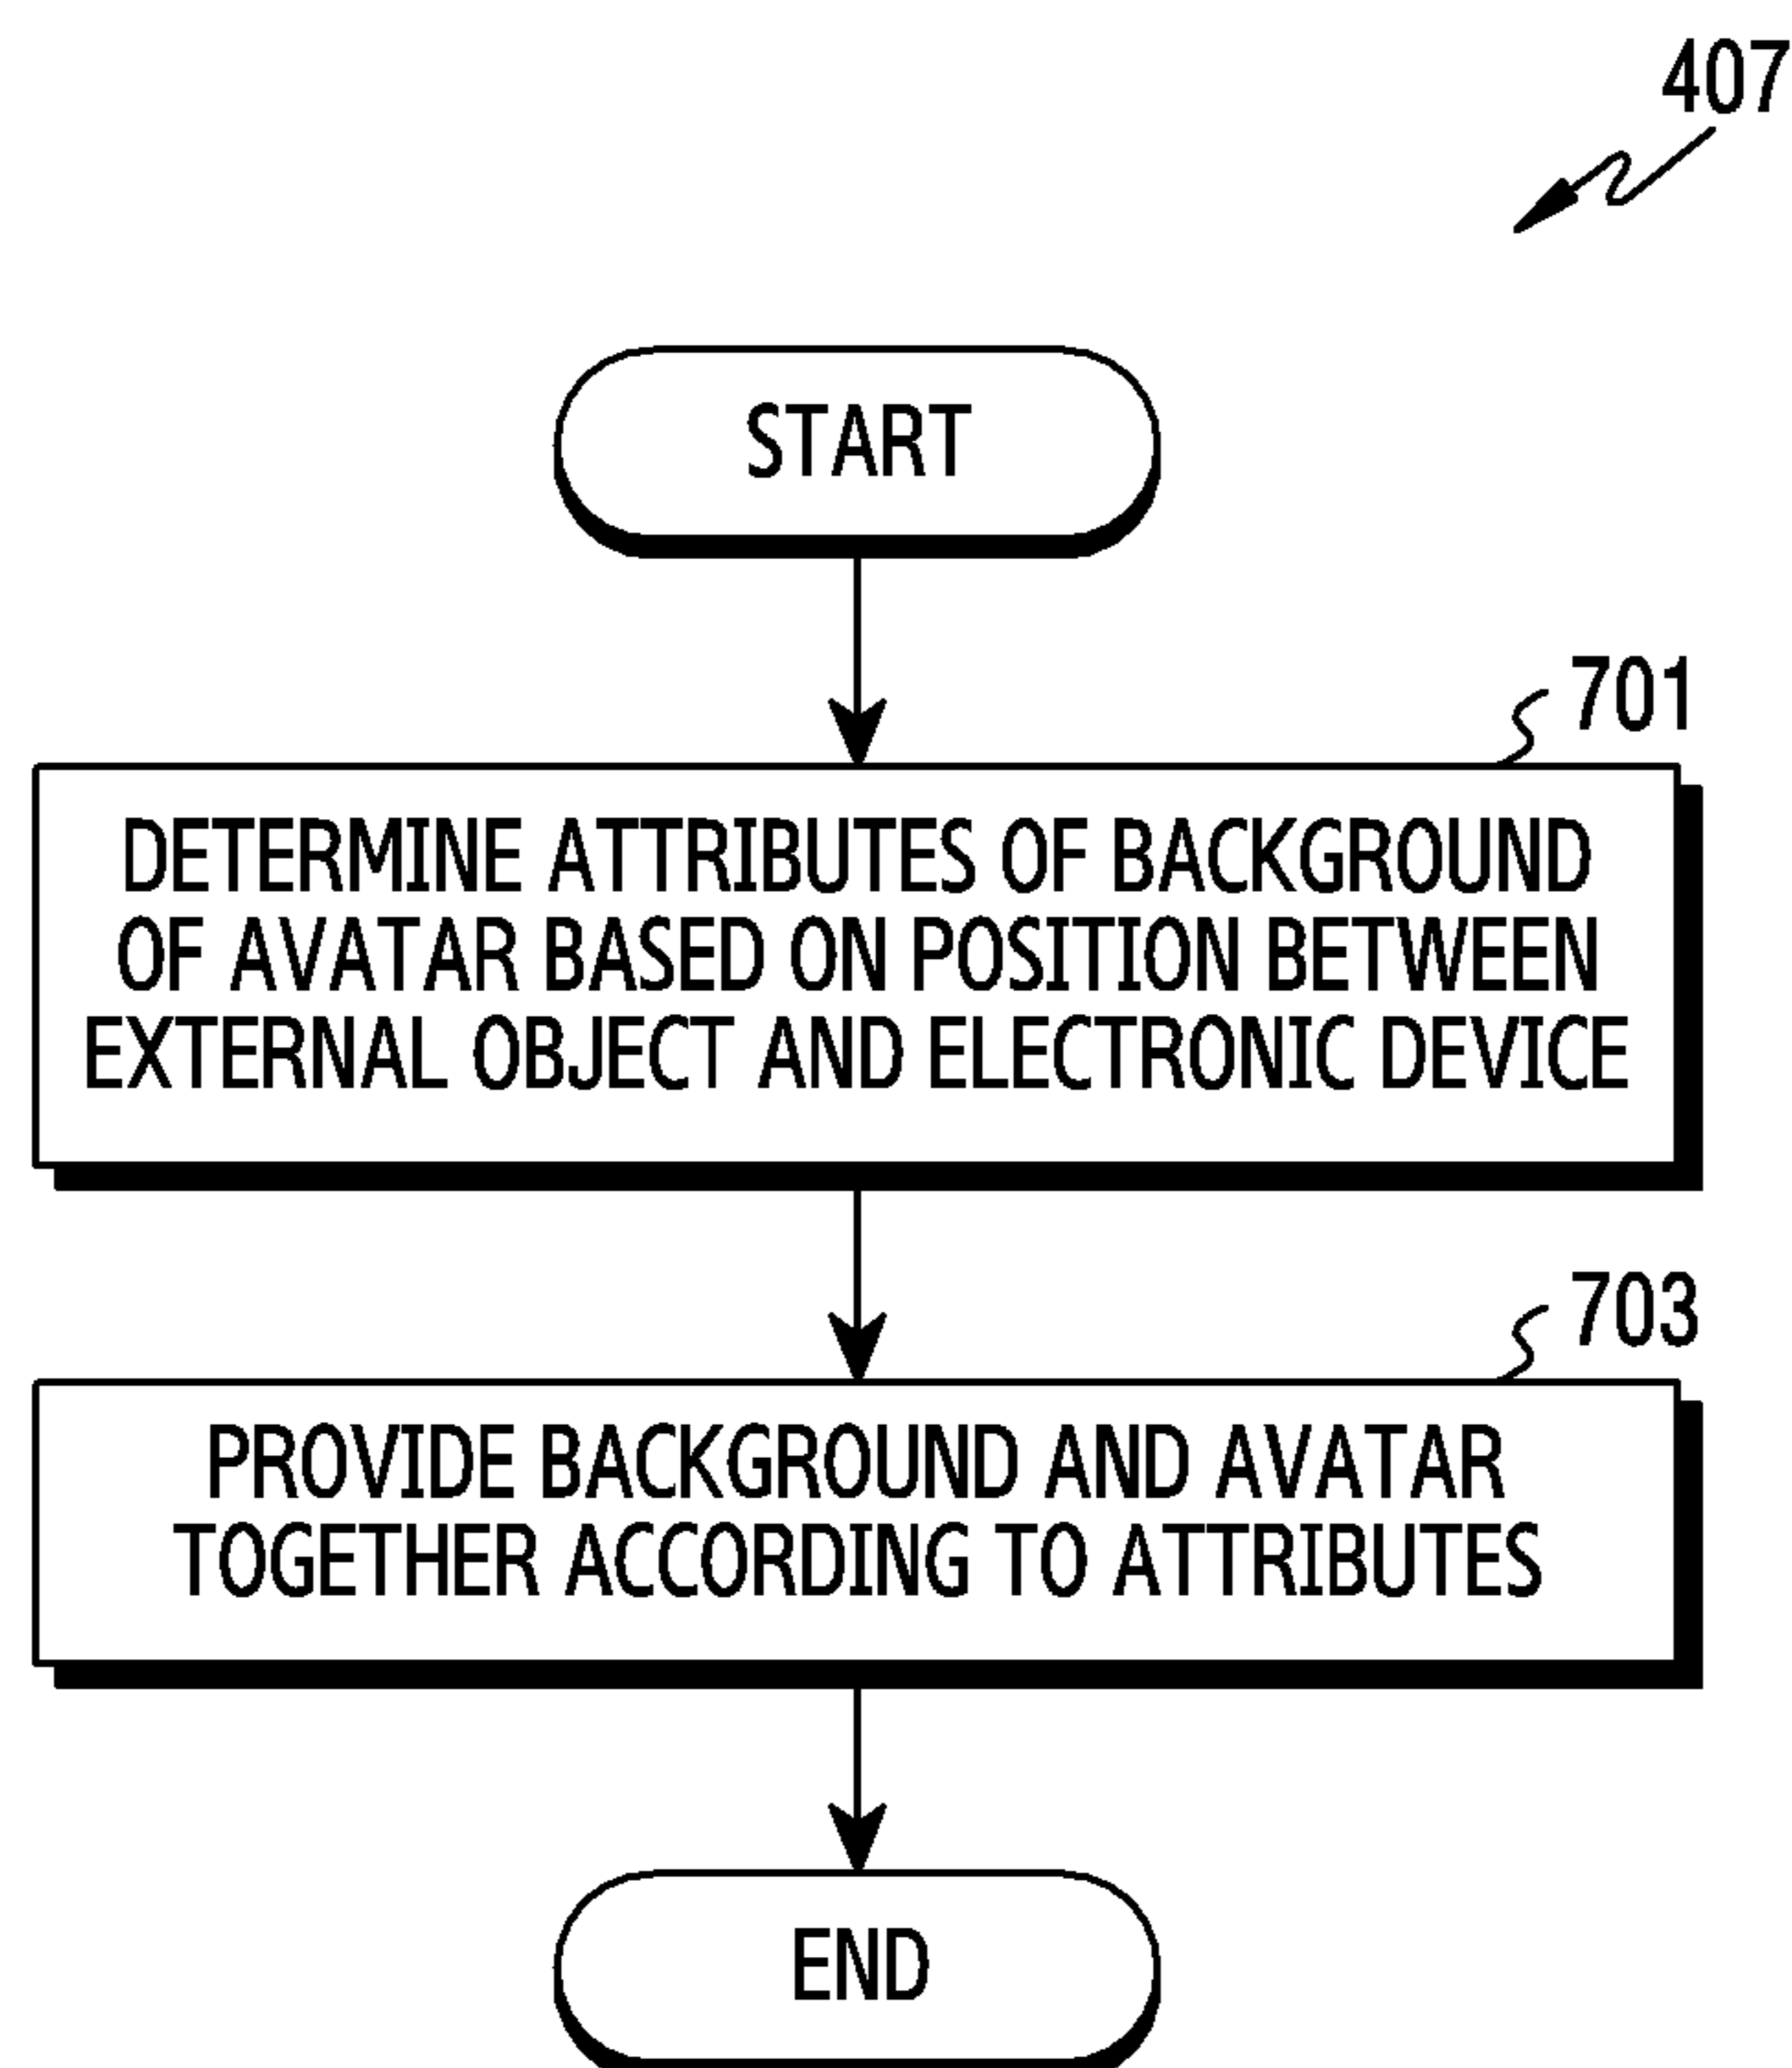 407
START
701
DETERMINE ATTRIBUTES OF BACKGROUND
OF AVATAR BASED ON POSITION BETWEEN
EXTERNAL OBJECT AND ELECTRONIC DEVICE
703
PROVIDE BACKGROUND AND AVATAR
TOGETHER ACCORDING TO ATTRIBUTES
END